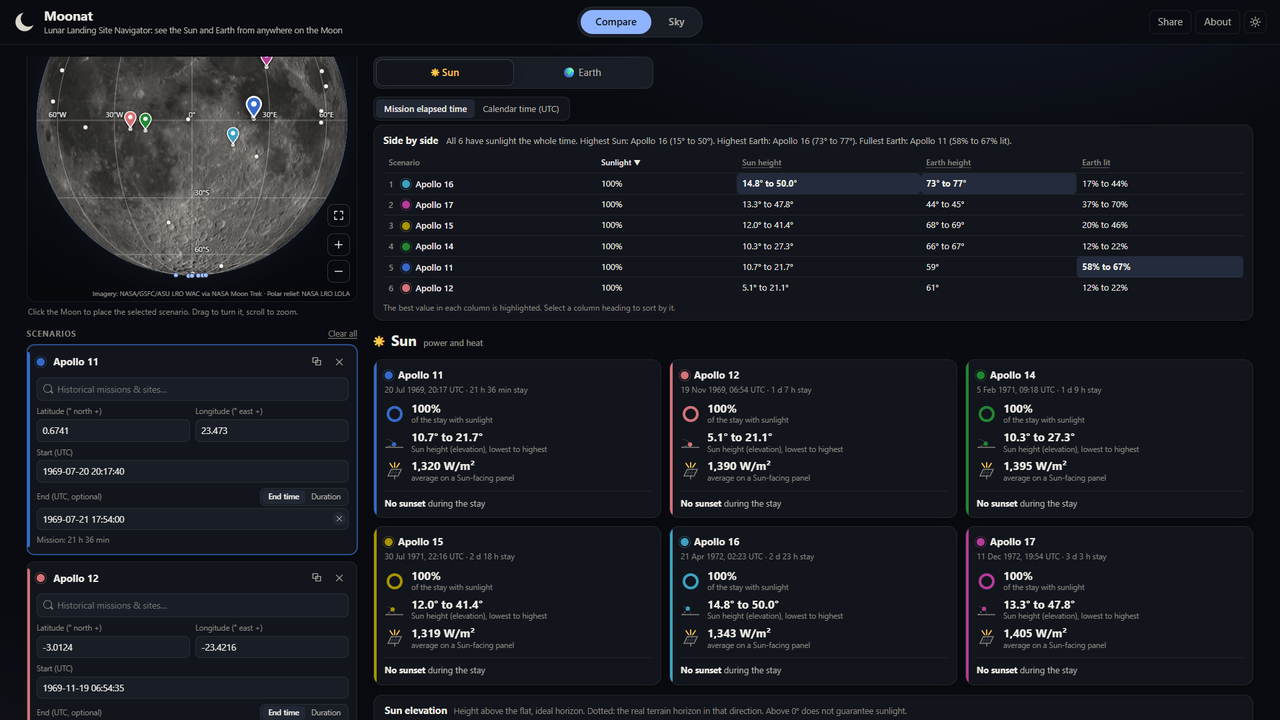 Moonat
Lunar Landing Site Navigator: see the Sun and Earth from anywhere on the Moon
Compare
Sky
Share
About
60°W
30°W
0°
30°E
60°E
30°S
60°S
Imagery: NASA/GSFC/ASU LRO WAC via NASA Moon Trek · Polar relief: NASA LRO LOLA
Click the Moon to place the selected scenario. Drag to turn it, scroll to zoom.
SCENARIOS
Clear all
Apollo 11
Historical missions & sites...
Latitude (° north +)
Longitude (° east +)
0.6741
23.473
Start (UTC)
1969-07-20 20:17:40
End (UTC, optional)
End time
Duration
1969-07-21 17:54:00
Mission: 21 h 36 min
Apollo 12
Historical missions & sites...
Latitude (° north +)
Longitude (° east +)
-3.0124
-23.4216
Start (UTC)
1969-11-19 06:54:35
End (UTC, optional)
End time
Duration
Sun
Earth
Mission elapsed time
Calendar time (UTC)
Side by side All 6 have sunlight the whole time. Highest Sun: Apollo 16 (15° to 50°). Highest Earth: Apollo 16 (73° to 77°). Fullest Earth: Apollo 11 (58% to 67% lit).
Scenario Sunlight ▼ Sun height Earth height Earth lit
1 Apollo 16 100% 14.8° to 50.0° 73° to 77° 17% to 44%
2 Apollo 17 100% 13.3° to 47.8° 44° to 45° 37% to 70%
3 Apollo 15 100% 12.0° to 41.4° 68° to 69° 20% to 46%
4 Apollo 14 100% 10.3° to 27.3° 66° to 67° 12% to 22%
5 Apollo 11 100% 10.7° to 21.7° 59° 58% to 67%
6 Apollo 12 100% 5.1° to 21.1° 61° 12% to 22%
The best value in each column is highlighted. Select a column heading to sort by it.
Sun power and heat
Apollo 11
20 Jul 1969, 20:17 UTC · 21 h 36 min stay
100%
of the stay with sunlight
10.7° to 21.7°
Sun height (elevation), lowest to highest
1,320 W/m²
average on a Sun-facing panel
No sunset during the stay
Apollo 12
19 Nov 1969, 06:54 UTC · 1 d 7 h stay
100%
of the stay with sunlight
5.1° to 21.1°
Sun height (elevation), lowest to highest
1,390 W/m²
average on a Sun-facing panel
No sunset during the stay
Apollo 14
5 Feb 1971, 09:18 UTC · 1 d 9 h stay
100%
of the stay with sunlight
10.3° to 27.3°
Sun height (elevation), lowest to highest
1,395 W/m²
average on a Sun-facing panel
No sunset during the stay
Apollo 15
30 Jul 1971, 22:16 UTC · 2 d 18 h stay
100%
of the stay with sunlight
12.0° to 41.4°
Sun height (elevation), lowest to highest
1,319 W/m²
average on a Sun-facing panel
No sunset during the stay
Apollo 16
21 Apr 1972, 02:23 UTC · 2 d 23 h stay
100%
of the stay with sunlight
14.8° to 50.0°
Sun height (elevation), lowest to highest
1,343 W/m²
average on a Sun-facing panel
No sunset during the stay
Apollo 17
11 Dec 1972, 19:54 UTC · 3 d 3 h stay
100%
of the stay with sunlight
13.3° to 47.8°
Sun height (elevation), lowest to highest
1,405 W/m²
average on a Sun-facing panel
No sunset during the stay
Sun elevation Height above the flat, ideal horizon. Dotted: the real terrain horizon in that direction. Above 0° does not guarantee sunlight.